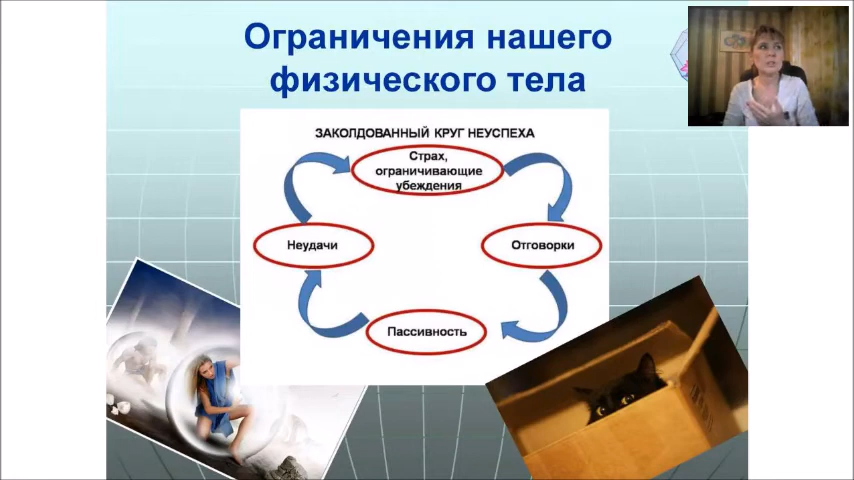 Ограничения нашего
физического тела
ЗАКОЛДОВАННЫЙ КРУГ НЕУСПЕХА
Страх,
ограничивающие
убеждения
Неудачи
Отговорки
Пассивность